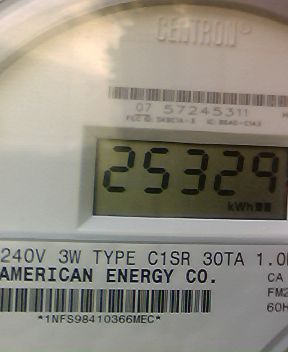 CENTRON®
07 57245311
25329
kWh
240V 3W TYPE C1SR 30TA 1.0
AMERICAN ENERGY CO.
CA
FM2
60H
*1NFS98410366MEC*